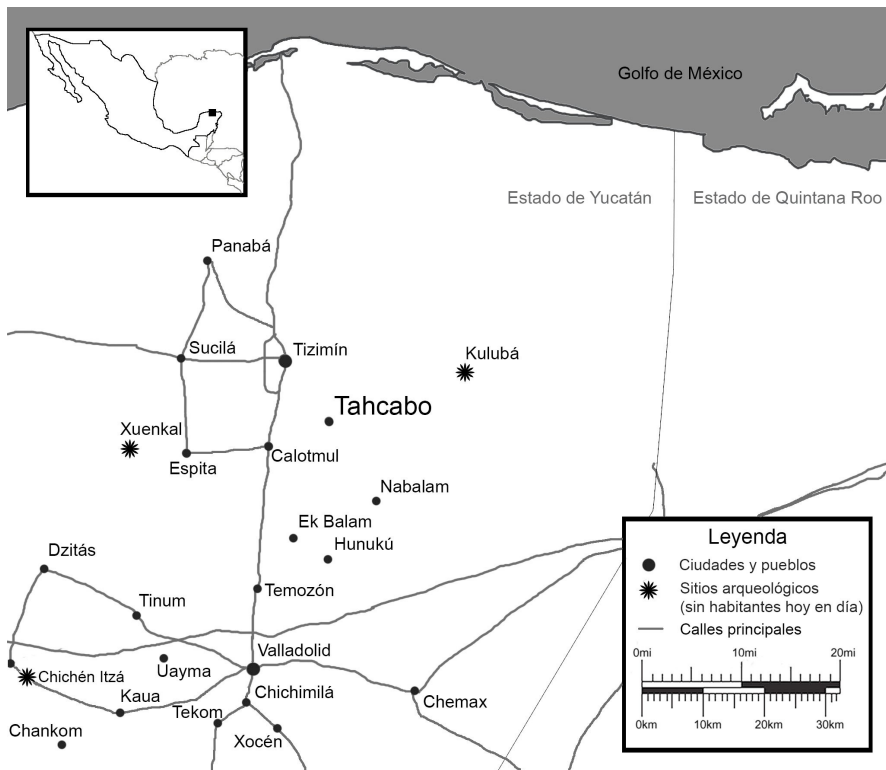 Golfo de México
Estado de Yucatán
Estado de Quintana Roo
Panabá
Sucilá
Tizimín
Kulubá
Tahcabo
Xuenkal
Espita
Calotmul
Nabalam
Ek Balam
Hunukú
Dzitás
Temozón
Tinum
Valladolid
Uayma
Chichén Itzá
Kaua
Chichimilá
Chemax
Tekom
Chankom
Xocén
Leyenda
Ciudades y pueblos
Sitios arqueológicos
(sin habitantes hoy en día)
Calles principales
0mi 10mi 20mi
0km 10km 20km 30km